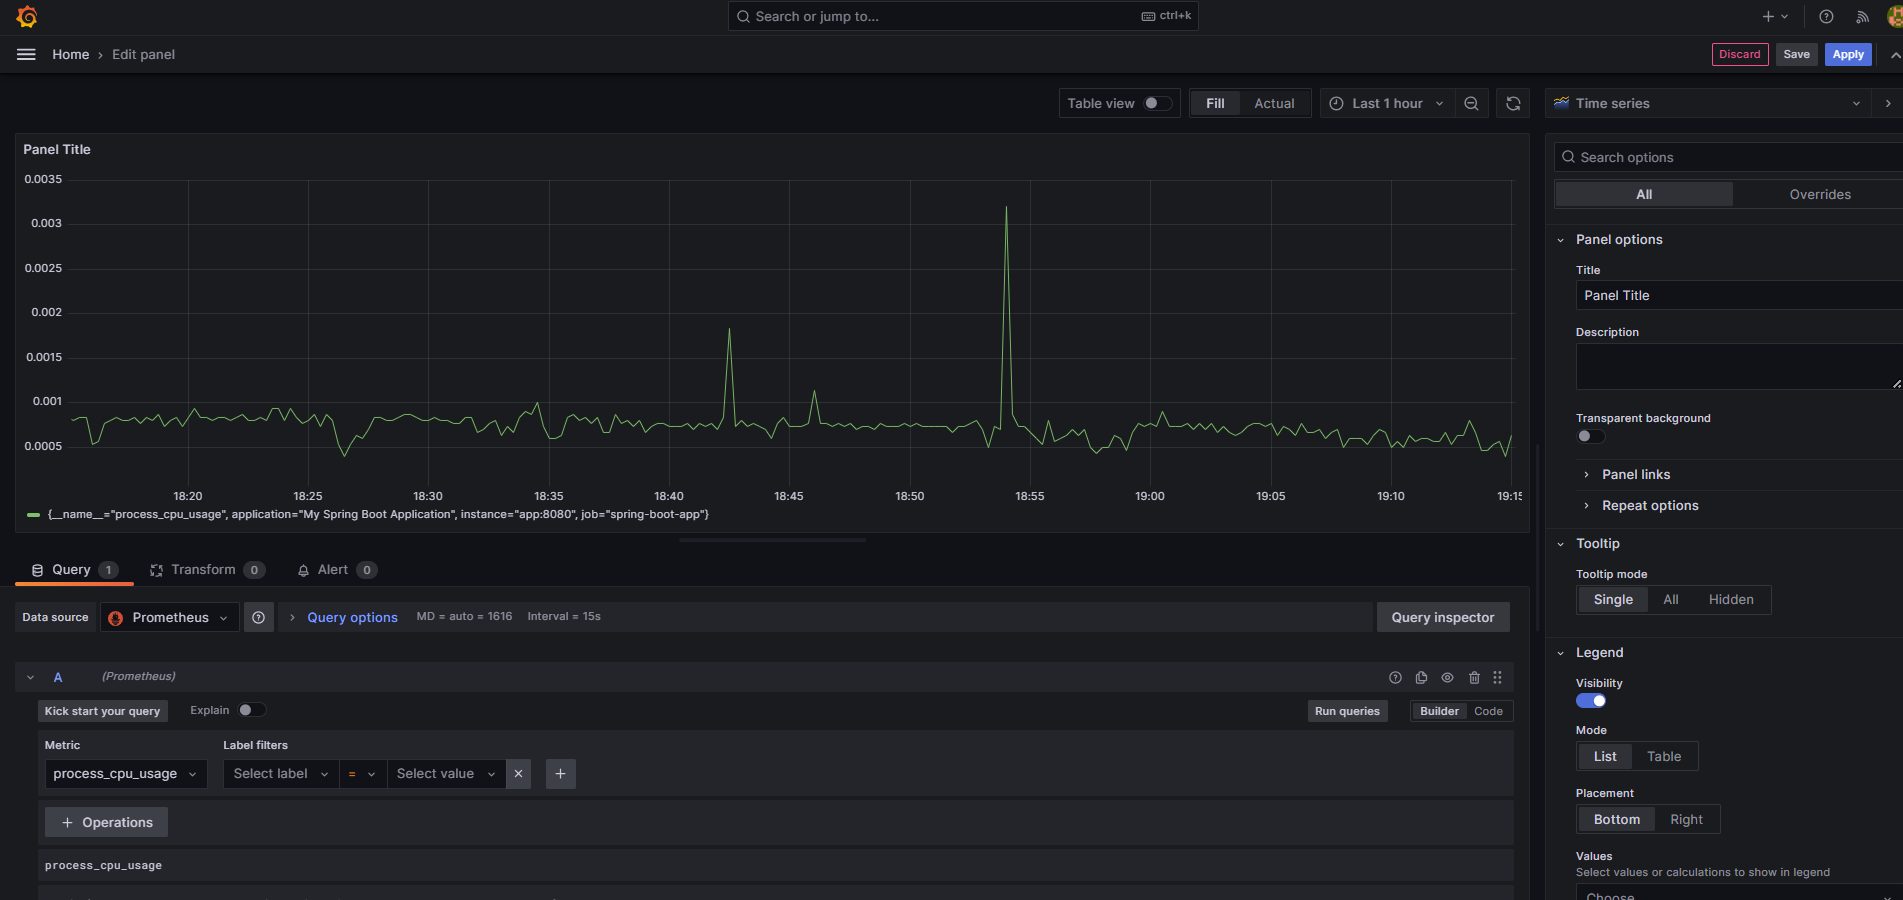 Search or jump to...
ctrl+k
Home › Edit panel
Discard
Save
Apply
Table view
Fill
Actual
Last 1 hour
Time series
Panel Title
0.0035
0.003
0.0025
0.002
0.0015
0.001
0.0005
18:20
18:25
18:30
18:35
18:40
18:45
18:50
18:55
19:00
19:05
19:10
19:15
{__name__="process_cpu_usage", application="My Spring Boot Application", instance="app:8080", job="spring-boot-app"}
Query 1
Transform 0
Alert 0
Data source
Prometheus
Query options
MD = auto = 1616
Interval = 15s
Query inspector
A
(Prometheus)
Kick start your query
Explain
Run queries
Builder
Code
Metric
Label filters
process_cpu_usage
Select label
=
Select value
+ Operations
process_cpu_usage
Search options
All
Overrides
Panel options
Title
Panel Title
Description
Transparent background
Panel links
Repeat options
Tooltip
Tooltip mode
Single
All
Hidden
Legend
Visibility
Mode
List
Table
Placement
Bottom
Right
Values
Select values or calculations to show in legend
Choose